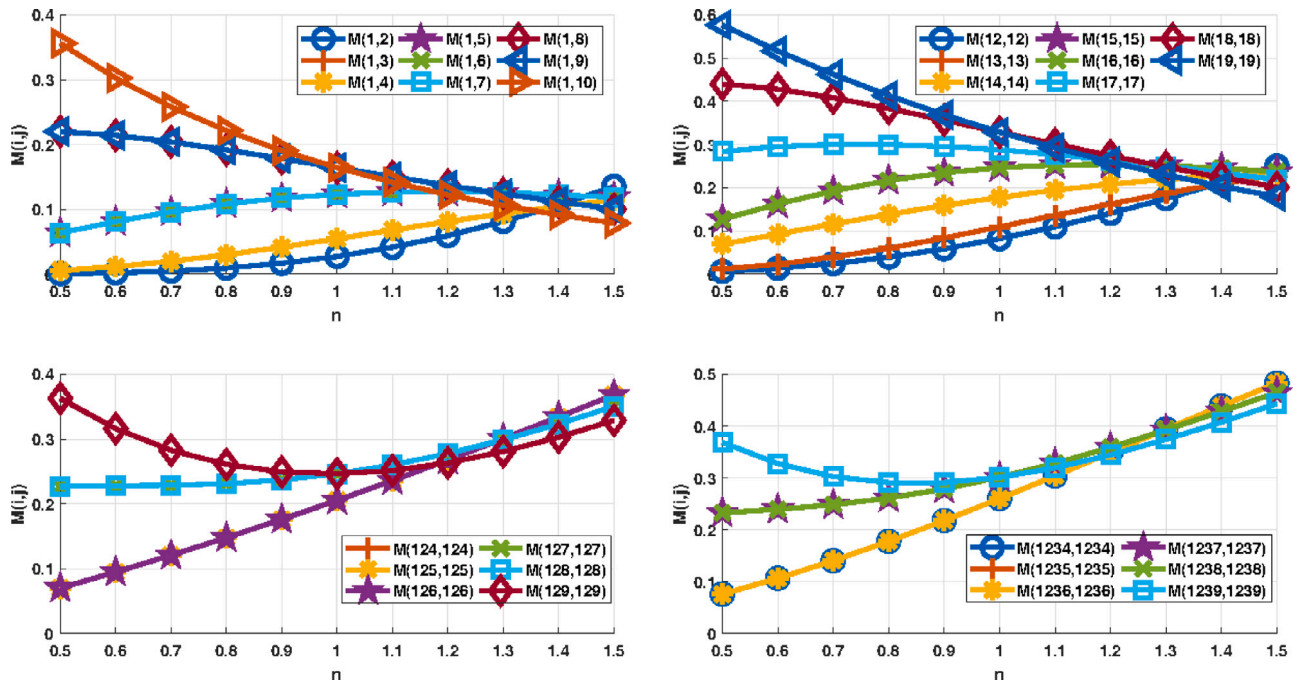 M(1,2) M(1,5) M(1,8)
M(1,3) M(1,6) M(1,9)
M(1,4) M(1,7) M(1,10)
0.4
0.3
0.2
0.1
0
M(i,j)
0.5 0.6 0.7 0.8 0.9 1 1.1 1.2 1.3 1.4 1.5
n
M(12,12) M(15,15) M(18,18)
M(13,13) M(16,16) M(19,19)
M(14,14) M(17,17)
0.6
0.5
0.4
0.3
0.2
0.1
0
M(i,j)
0.5 0.6 0.7 0.8 0.9 1 1.1 1.2 1.3 1.4 1.5
n
0.4
0.3
0.2
0.1
0
M(i,j)
M(124,124) M(127,127)
M(125,125) M(128,128)
M(126,126) M(129,129)
0.5 0.6 0.7 0.8 0.9 1 1.1 1.2 1.3 1.4 1.5
n
0.5
0.4
0.3
0.2
0.1
0
M(i,j)
M(1234,1234) M(1237,1237)
M(1235,1235) M(1238,1238)
M(1236,1236) M(1239,1239)
0.5 0.6 0.7 0.8 0.9 1 1.1 1.2 1.3 1.4 1.5
n